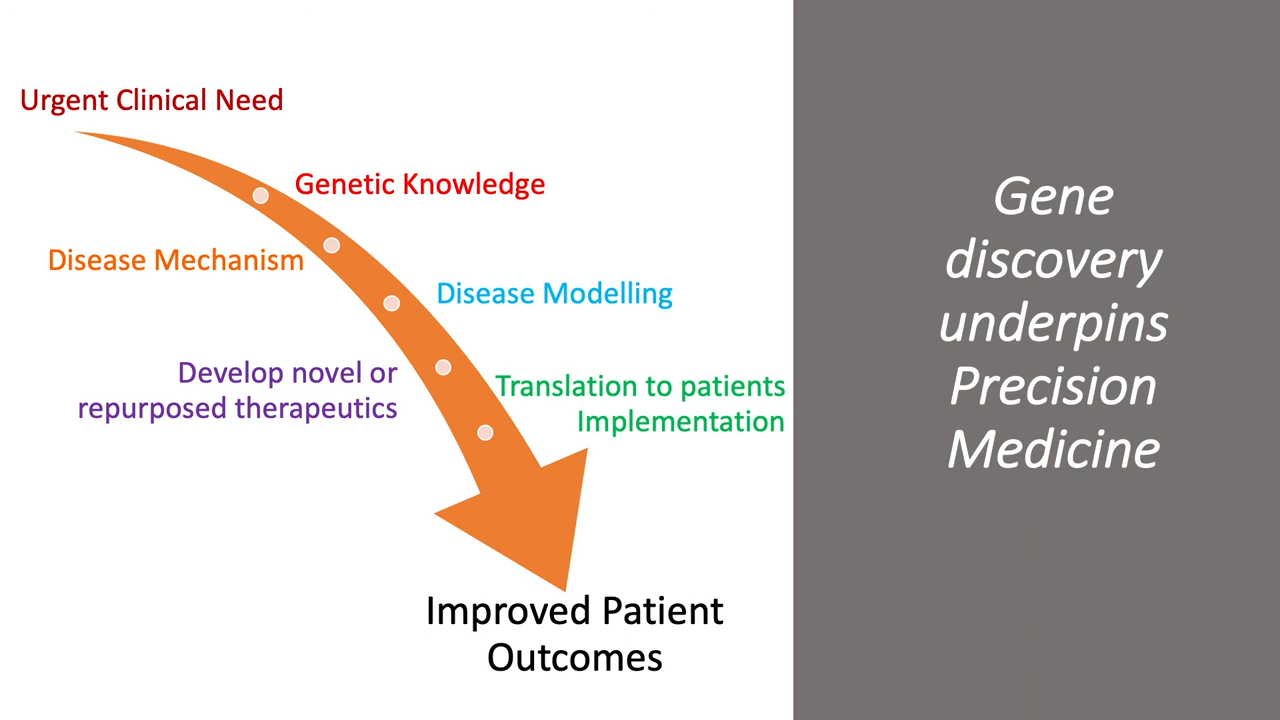 Urgent Clinical Need
Genetic Knowledge
Disease Mechanism
Disease Modelling
Develop novel or
repurposed therapeutics
Translation to patients
Implementation
Improved Patient
Outcomes
Gene
discovery
underpins
Precision
Medicine